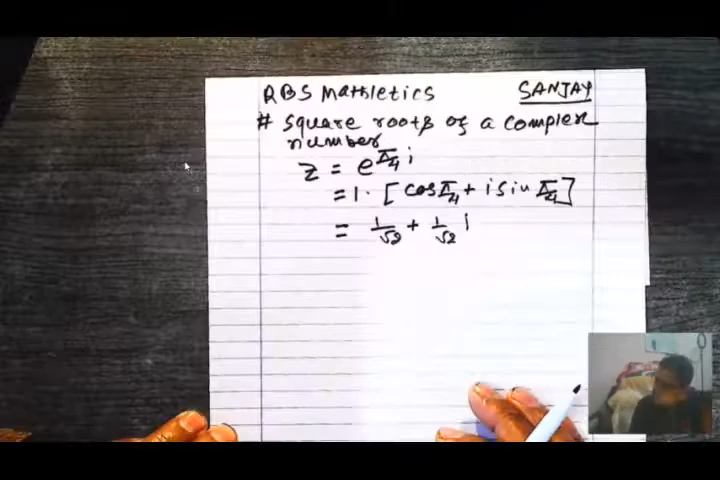 RBS Mathletics SANJAY
# square roots of a complex
number
z = e^{π/4 i}
= 1. [cos π/4 + i sin π/4]
= 1/√2 + 1/√2 i